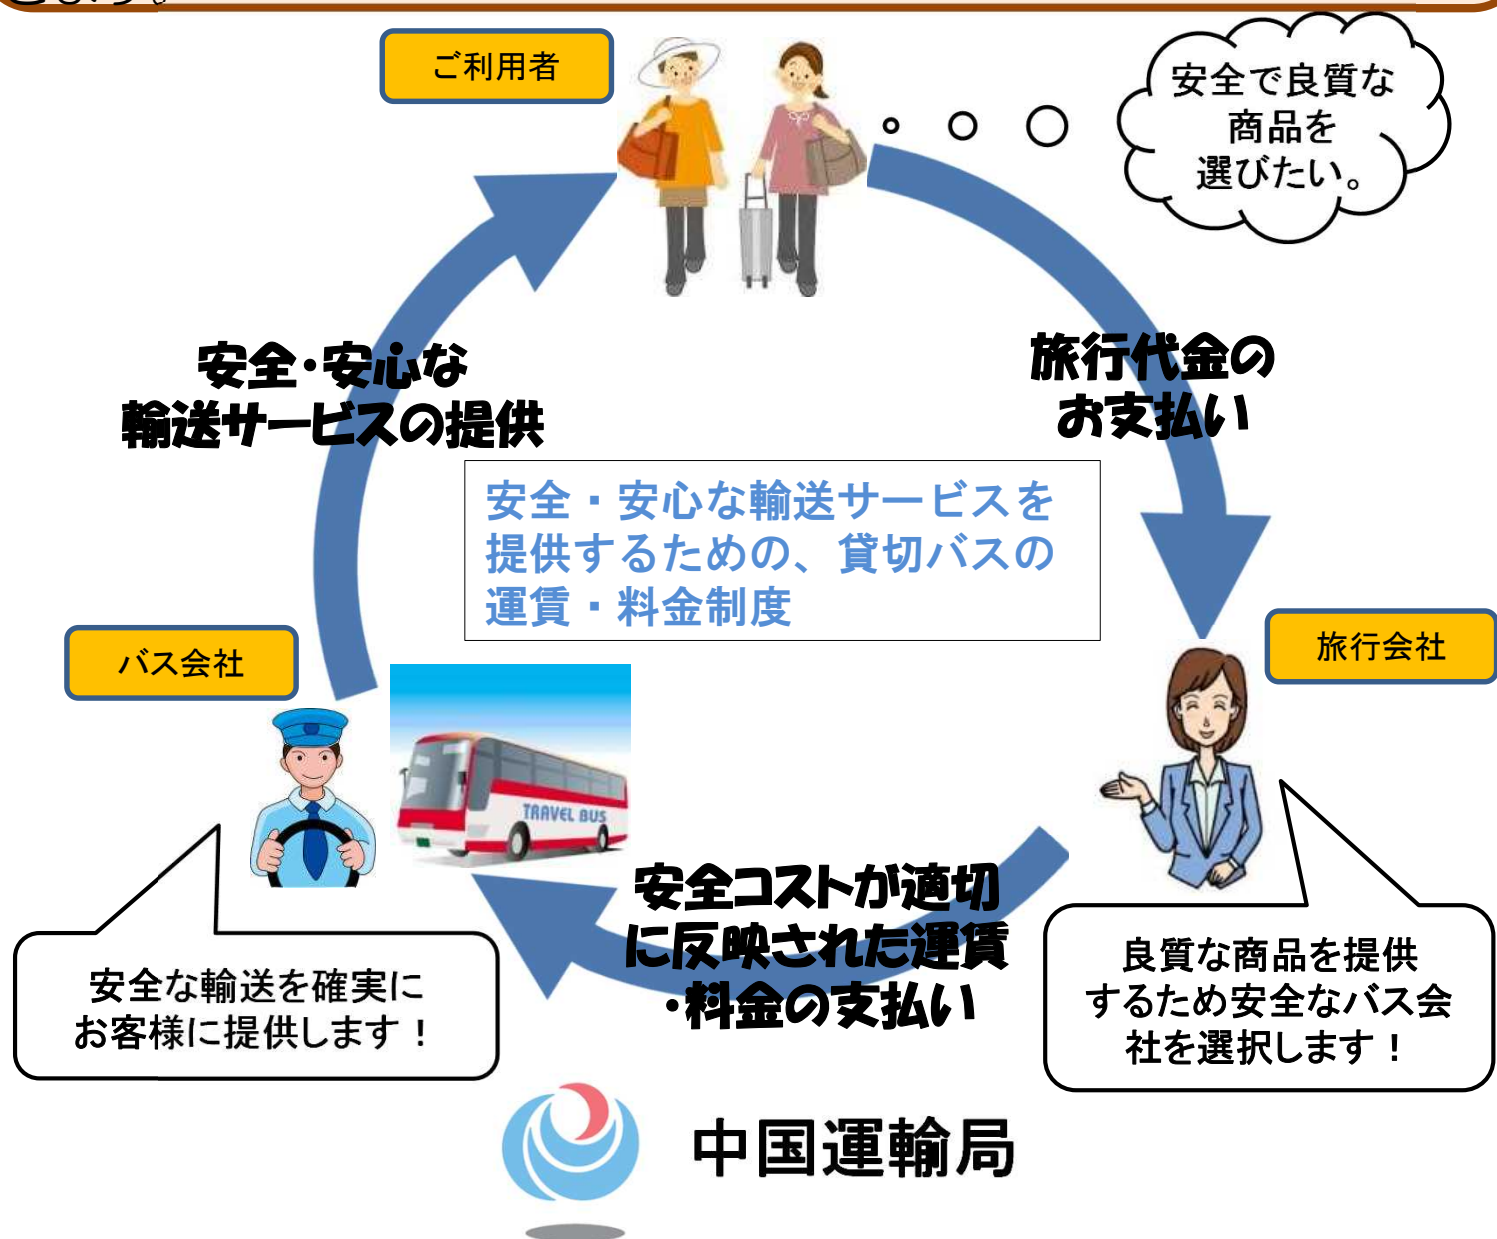 ご利用者
安全で良質な
商品を
選びたい。
安全・安心な
輸送サービスの提供
旅行代金の
お支払い
安全・安心な輸送サービスを
提供するための、貸切バスの
運賃・料金制度
バス会社
旅行会社
TRAVEL BUS
安全コストが適切
に反映された運賃
・料金の支払い
安全な輸送を確実に
お客様に提供します！
良質な商品を提供
するため安全なバス会
社を選択します！
中国運輸局